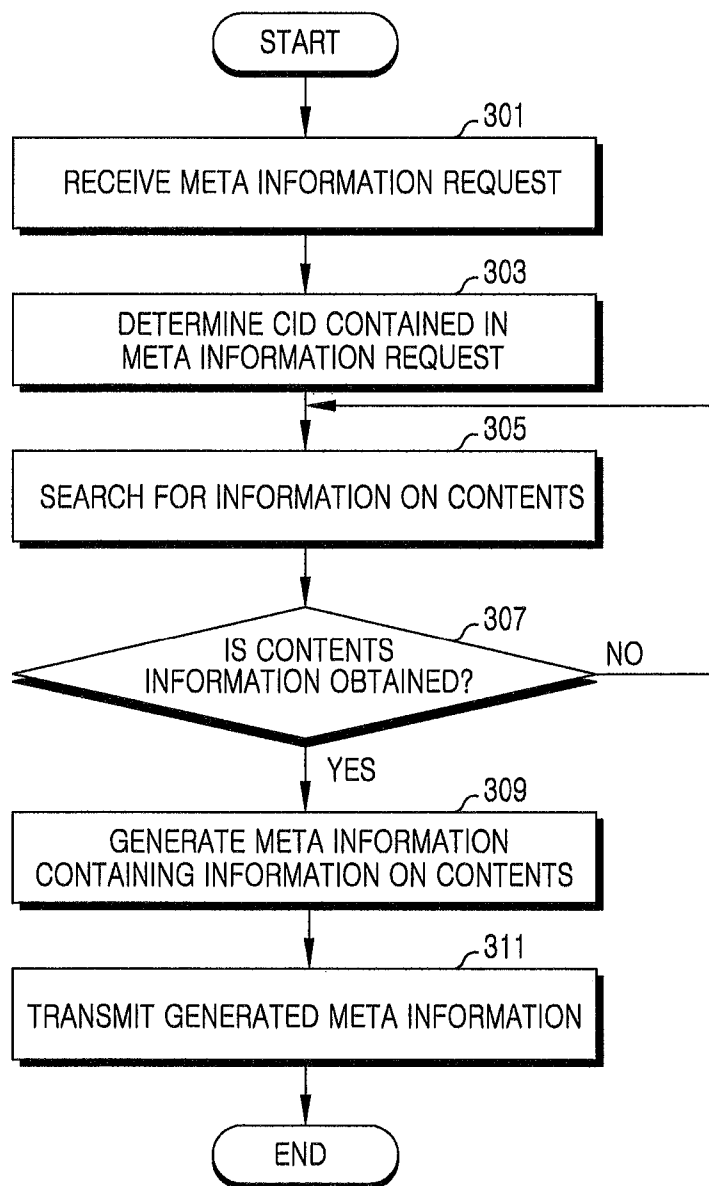 START
301
RECEIVE META INFORMATION REQUEST
303
DETERMINE CID CONTAINED IN
META INFORMATION REQUEST
305
SEARCH FOR INFORMATION ON CONTENTS
307
IS CONTENTS
INFORMATION OBTAINED?
NO
YES
309
GENERATE META INFORMATION
CONTAINING INFORMATION ON CONTENTS
311
TRANSMIT GENERATED META INFORMATION
END